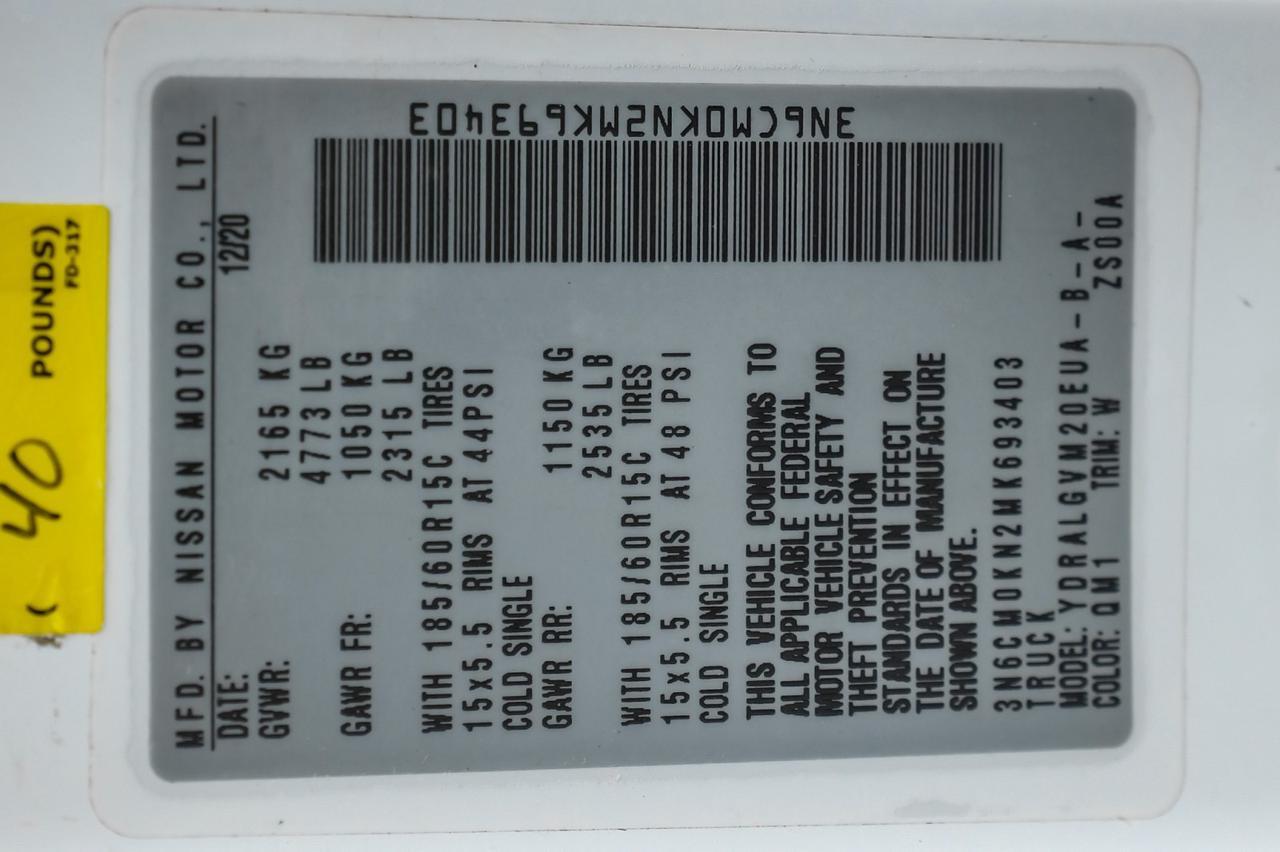 MFD. BY NISSAN MOTOR CO., LTD.
DATE: 12/20
GVWR: 2165 KG
4773 LB
GAWR FR: 1050 KG
2315 LB
WITH 185/60R15C TIRES
15x5.5 RIMS AT 44PSI
COLD SINGLE
GAWR RR: 1150 KG
2535 LB
WITH 185/60R15C TIRES
15x5.5 RIMS AT 48 PSI
COLD SINGLE
THIS VEHICLE CONFORMS TO
ALL APPLICABLE FEDERAL
MOTOR VEHICLE SAFETY AND
THEFT PREVENTION
STANDARDS IN EFFECT ON
THE DATE OF MANUFACTURE
SHOWN ABOVE.
3N6CM0KN2MK693403
TRUCK
MODEL: YDRALGVM20EUA-B-A-
COLOR: QM1 TRIM: W ZS00A
3N6CM0KN2MK693403
( 40 POUNDS)
FO-317